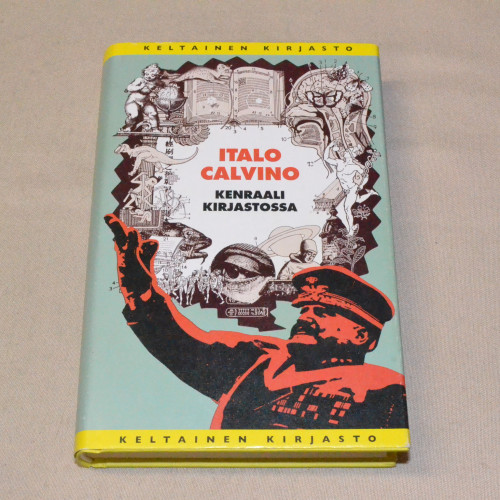 KELTAINEN KIRJASTO
ITALO
CALVINO
KENRAALI
KIRJASTOSSA
KELTAINEN KIRJASTO